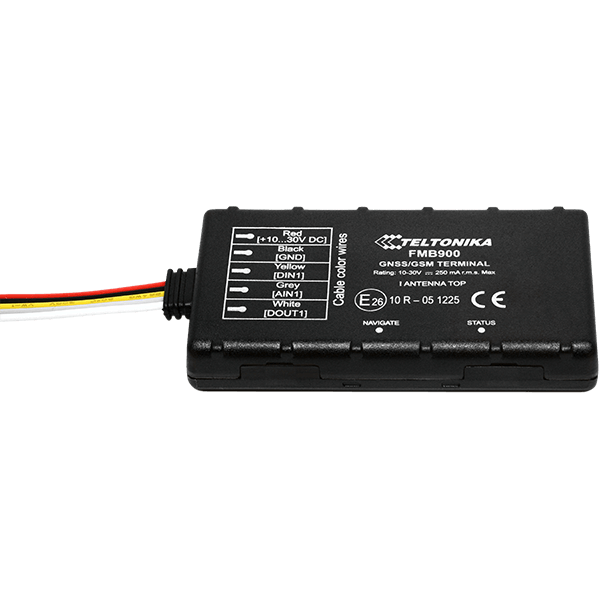 Red
[+10...30V DC]
Black
[GND]
Yellow
[DIN1]
Grey
[AIN1]
White
[DOUT1]
Cable color wires
TELTONIKA
FMB900
GNSS/GSM TERMINAL
Rating: 10-30V ⎓ 250 mA r.m.s. Max
I ANTENNA TOP
E26 10 R - 05 1225 CE
NAVIGATE STATUS